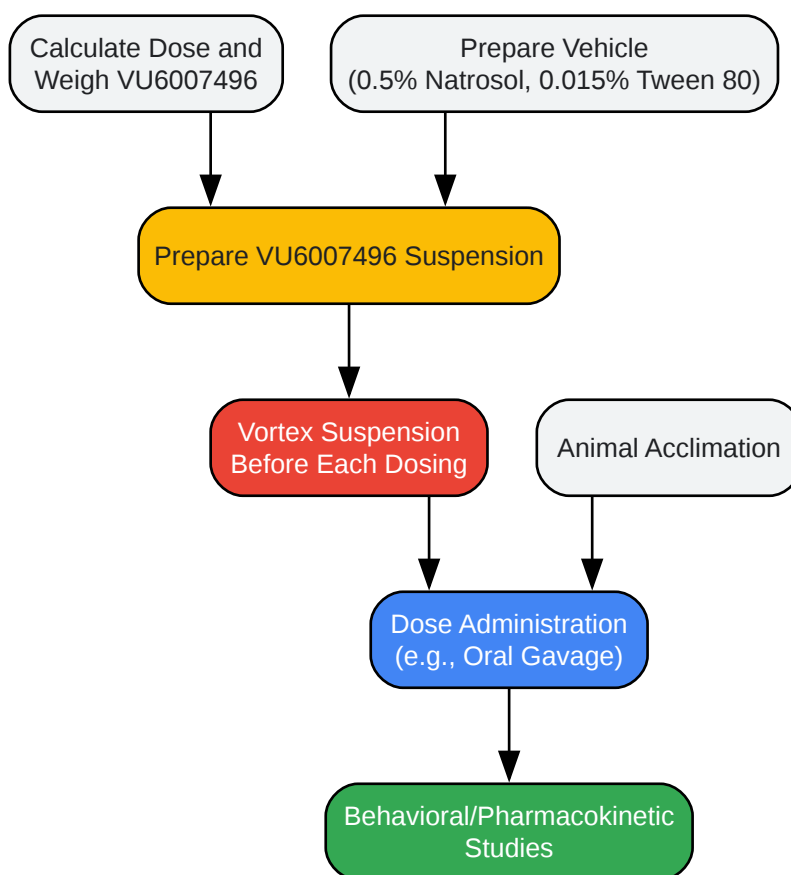 Calculate Dose and
Weigh VU6007496
Prepare Vehicle
(0.5% Natrosol, 0.015% Tween 80)
Prepare VU6007496 Suspension
Vortex Suspension
Before Each Dosing
Animal Acclimation
Dose Administration
(e.g., Oral Gavage)
Behavioral/Pharmacokinetic
Studies